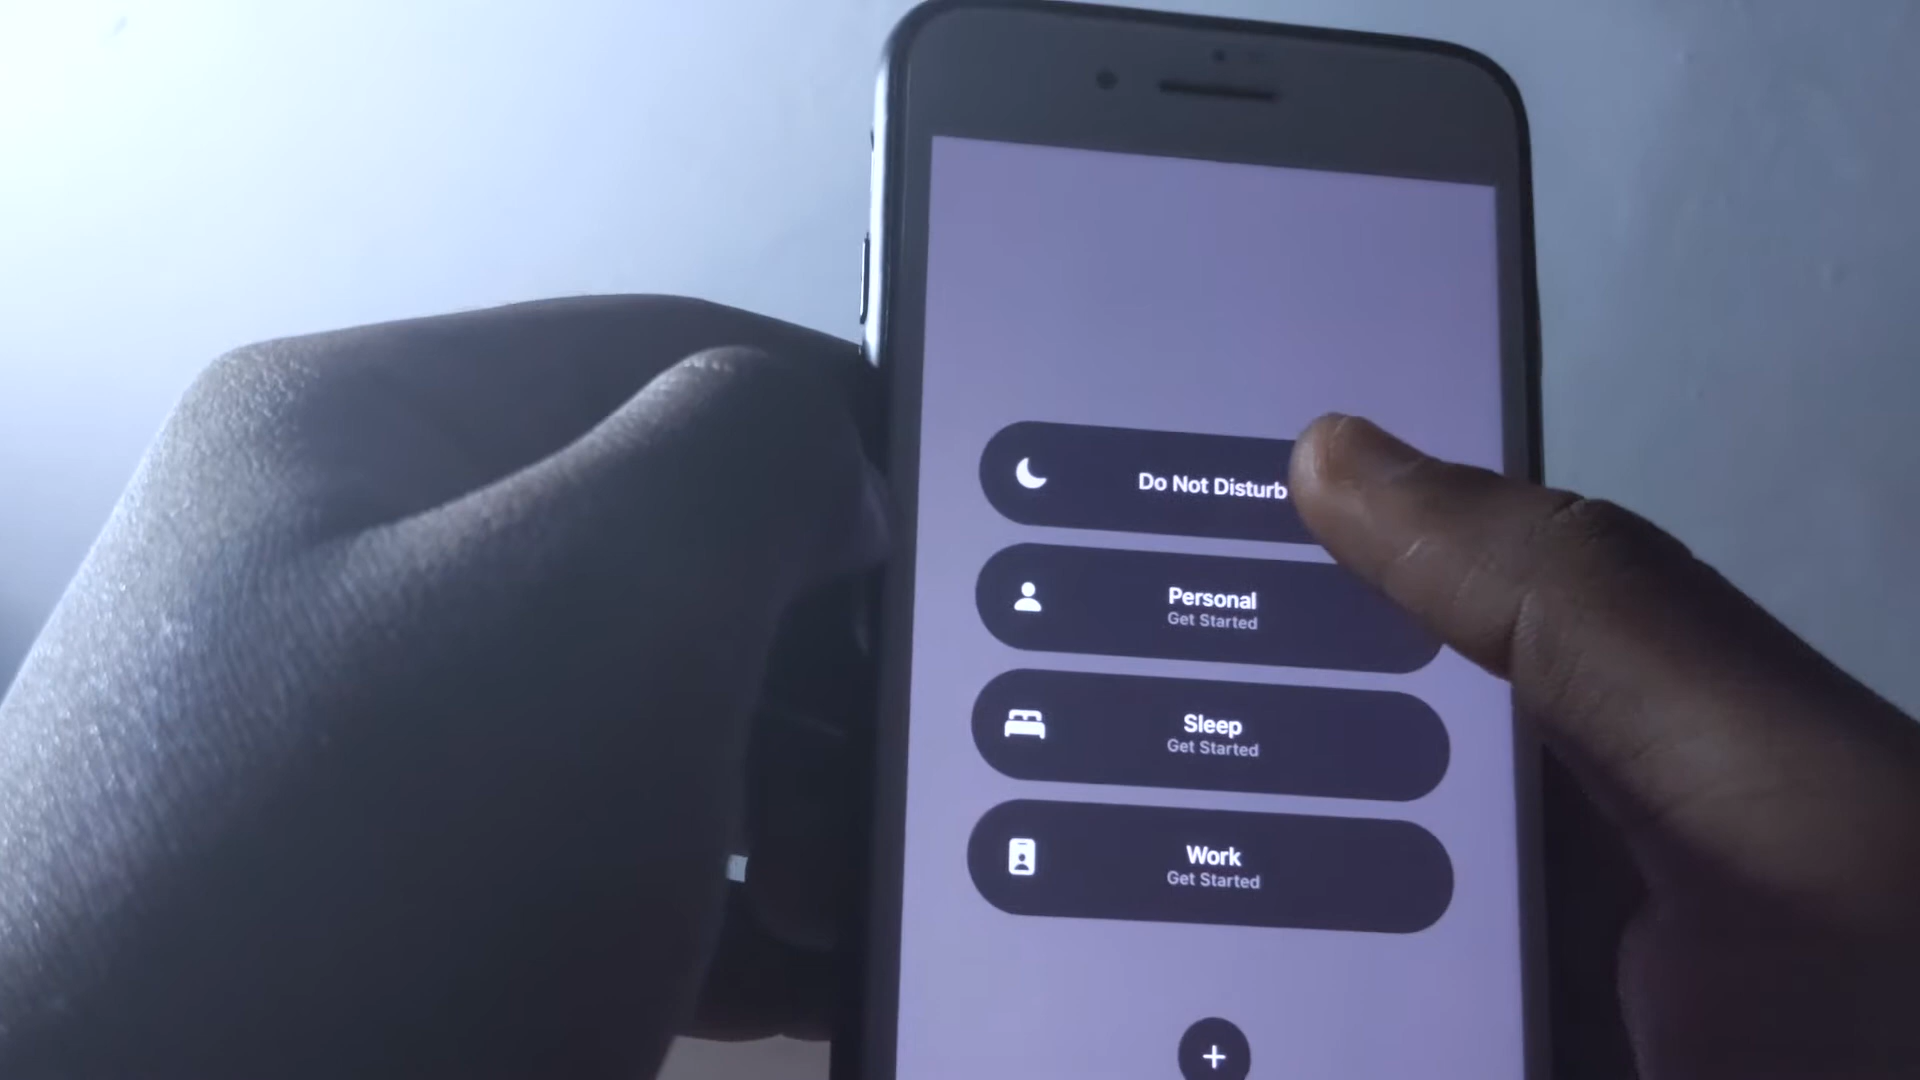 Do Not Disturb
Personal
Get Started
Sleep
Get Started
Work
Get Started